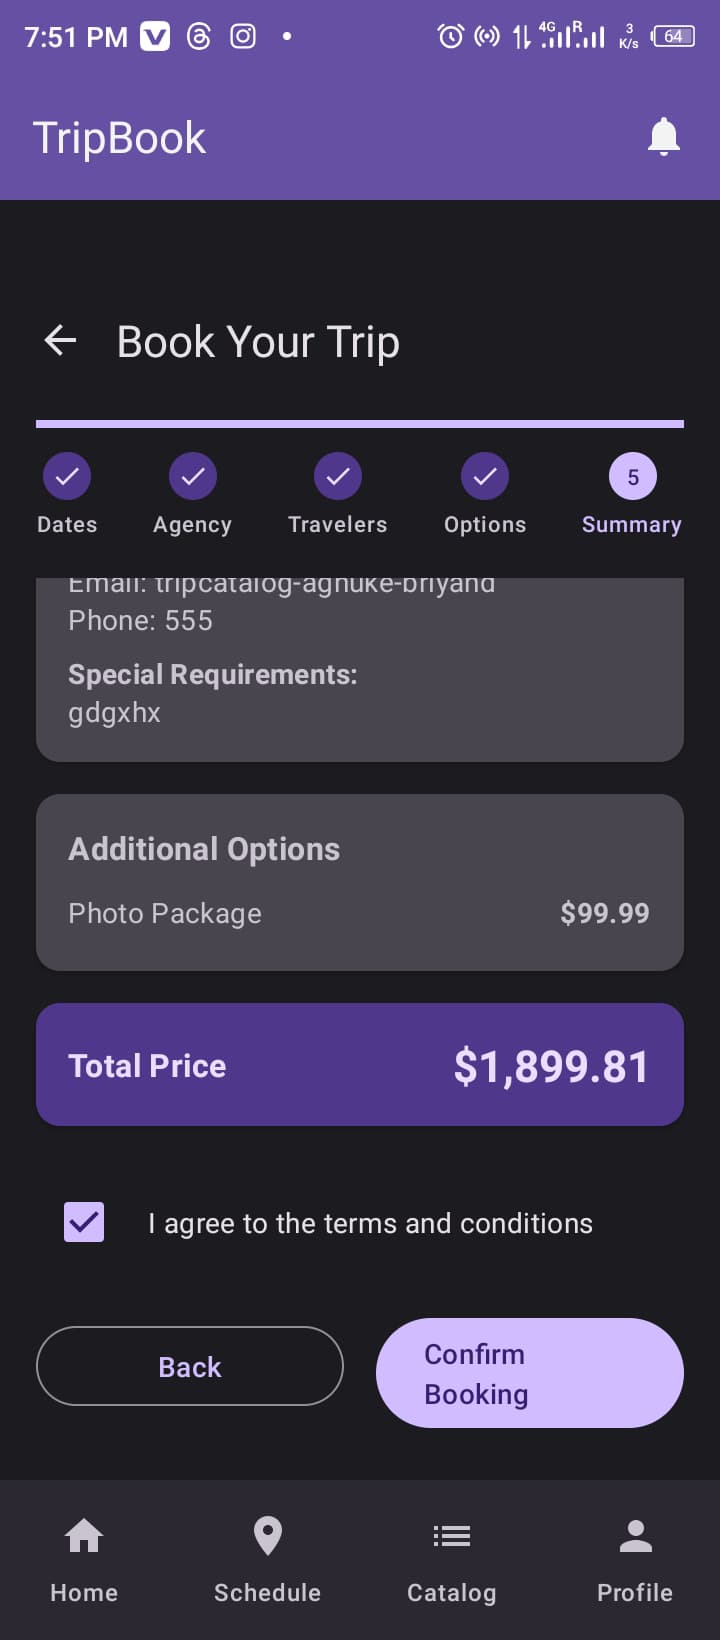 7:51 PM
4G R 3 K/s 64
TripBook
Book Your Trip
5
Dates Agency Travelers Options Summary
Email: tripcatalog-aghuke-briyand
Phone: 555
Special Requirements:
gdgxhx
Additional Options
Photo Package $99.99
Total Price $1,899.81
I agree to the terms and conditions
Back
Confirm
Booking
Home Schedule Catalog Profile